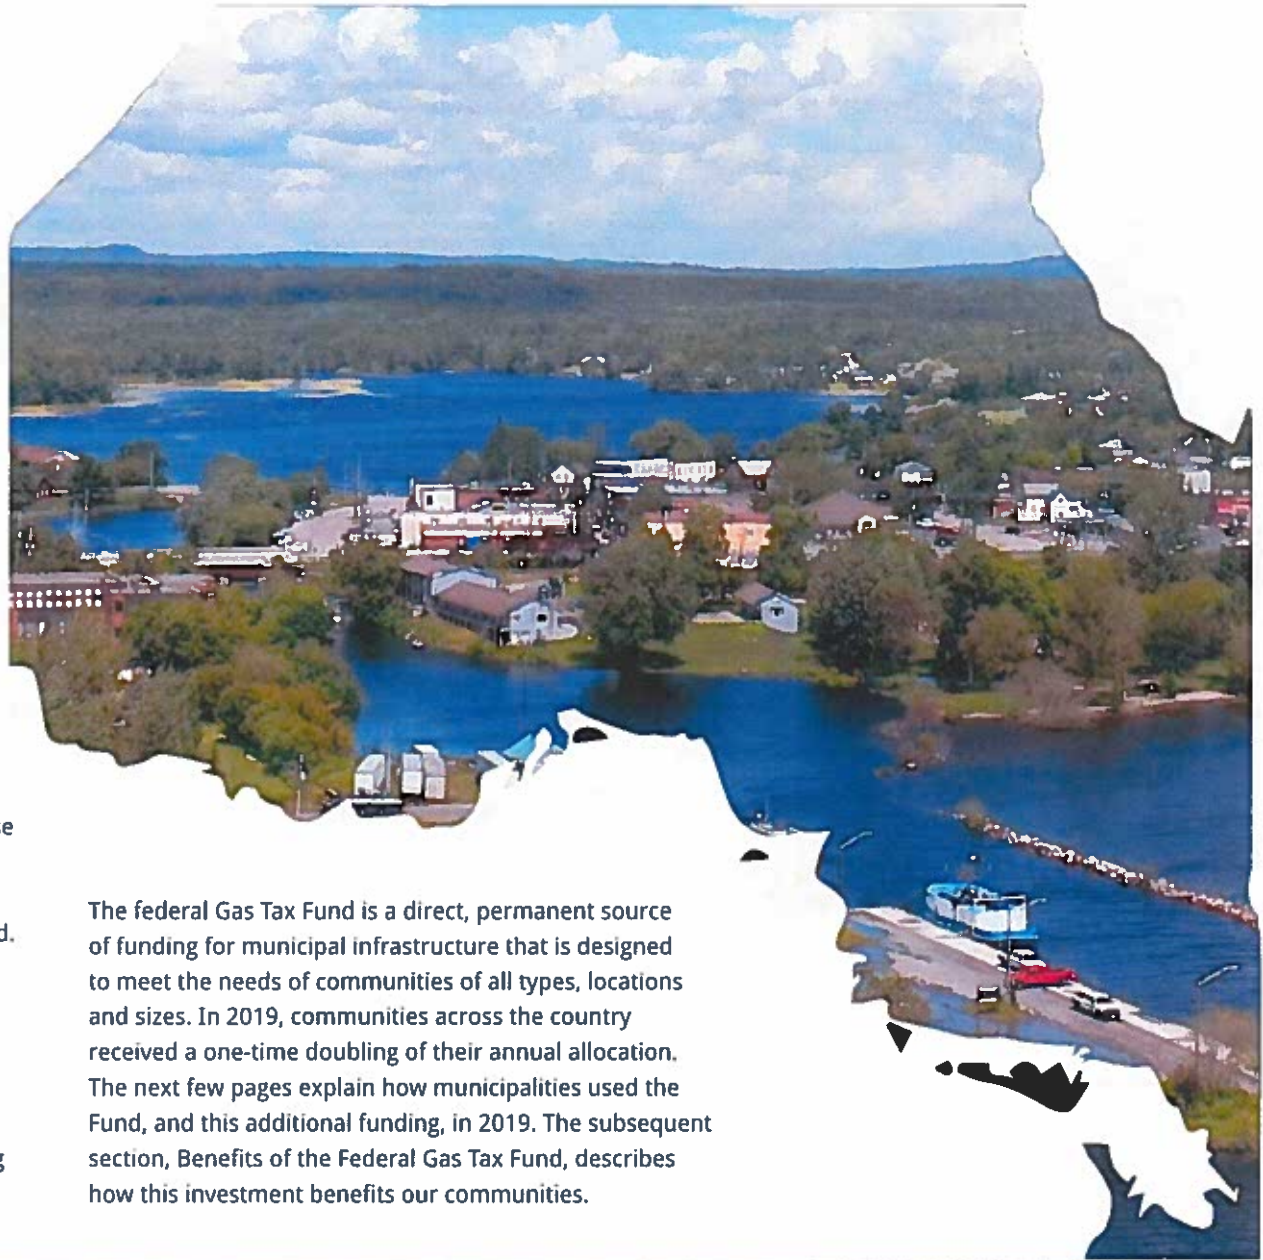 se
d.
g
The federal Gas Tax Fund is a direct, permanent source
of funding for municipal infrastructure that is designed
to meet the needs of communities of all types, locations
and sizes. In 2019, communities across the country
received a one-time doubling of their annual allocation.
The next few pages explain how municipalities used the
Fund, and this additional funding, in 2019. The subsequent
section, Benefits of the Federal Gas Tax Fund, describes
how this investment benefits our communities.